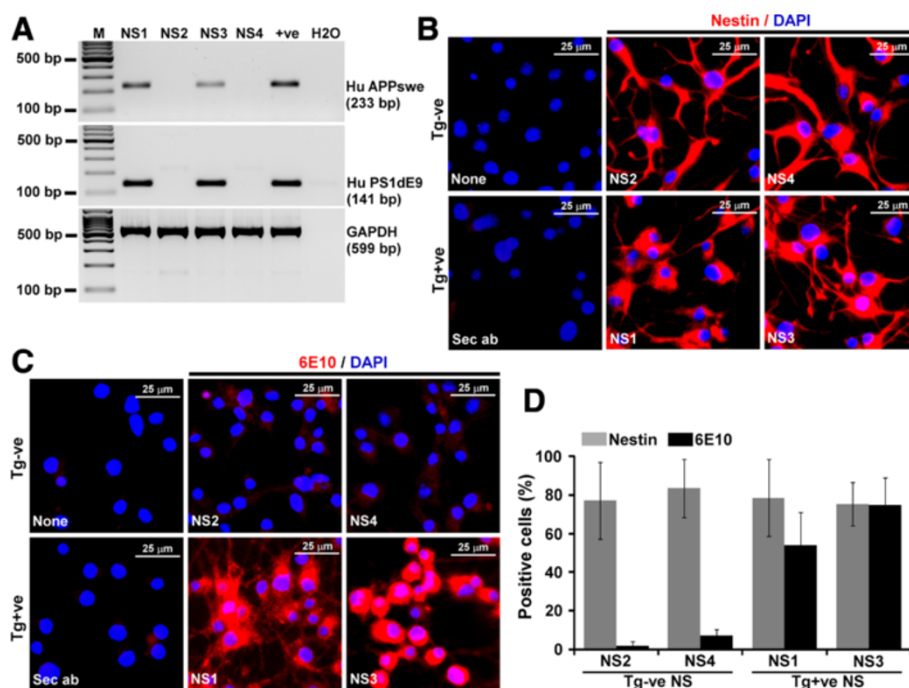 A
M NS1 NS2 NS3 NS4 +ve H2O
500 bp
Hu APPswe
(233 bp)
100 bp
500 bp
Hu PS1dE9
(141 bp)
100 bp
500 bp
GAPDH
(599 bp)
100 bp
B
Nestin / DAPI
Tg-ve
25 µm
None
25 µm
NS2
25 µm
NS4
Tg+ve
25 µm
Sec ab
25 µm
NS1
25 µm
NS3
C
6E10 / DAPI
Tg-ve
25 µm
None
25 µm
NS2
25 µm
NS4
Tg+ve
25 µm
Sec ab
25 µm
NS1
25 µm
NS3
D
Nestin 6E10
Positive cells (%)
100
80
60
40
20
0
NS2 NS4 NS1 NS3
Tg-ve NS Tg+ve NS